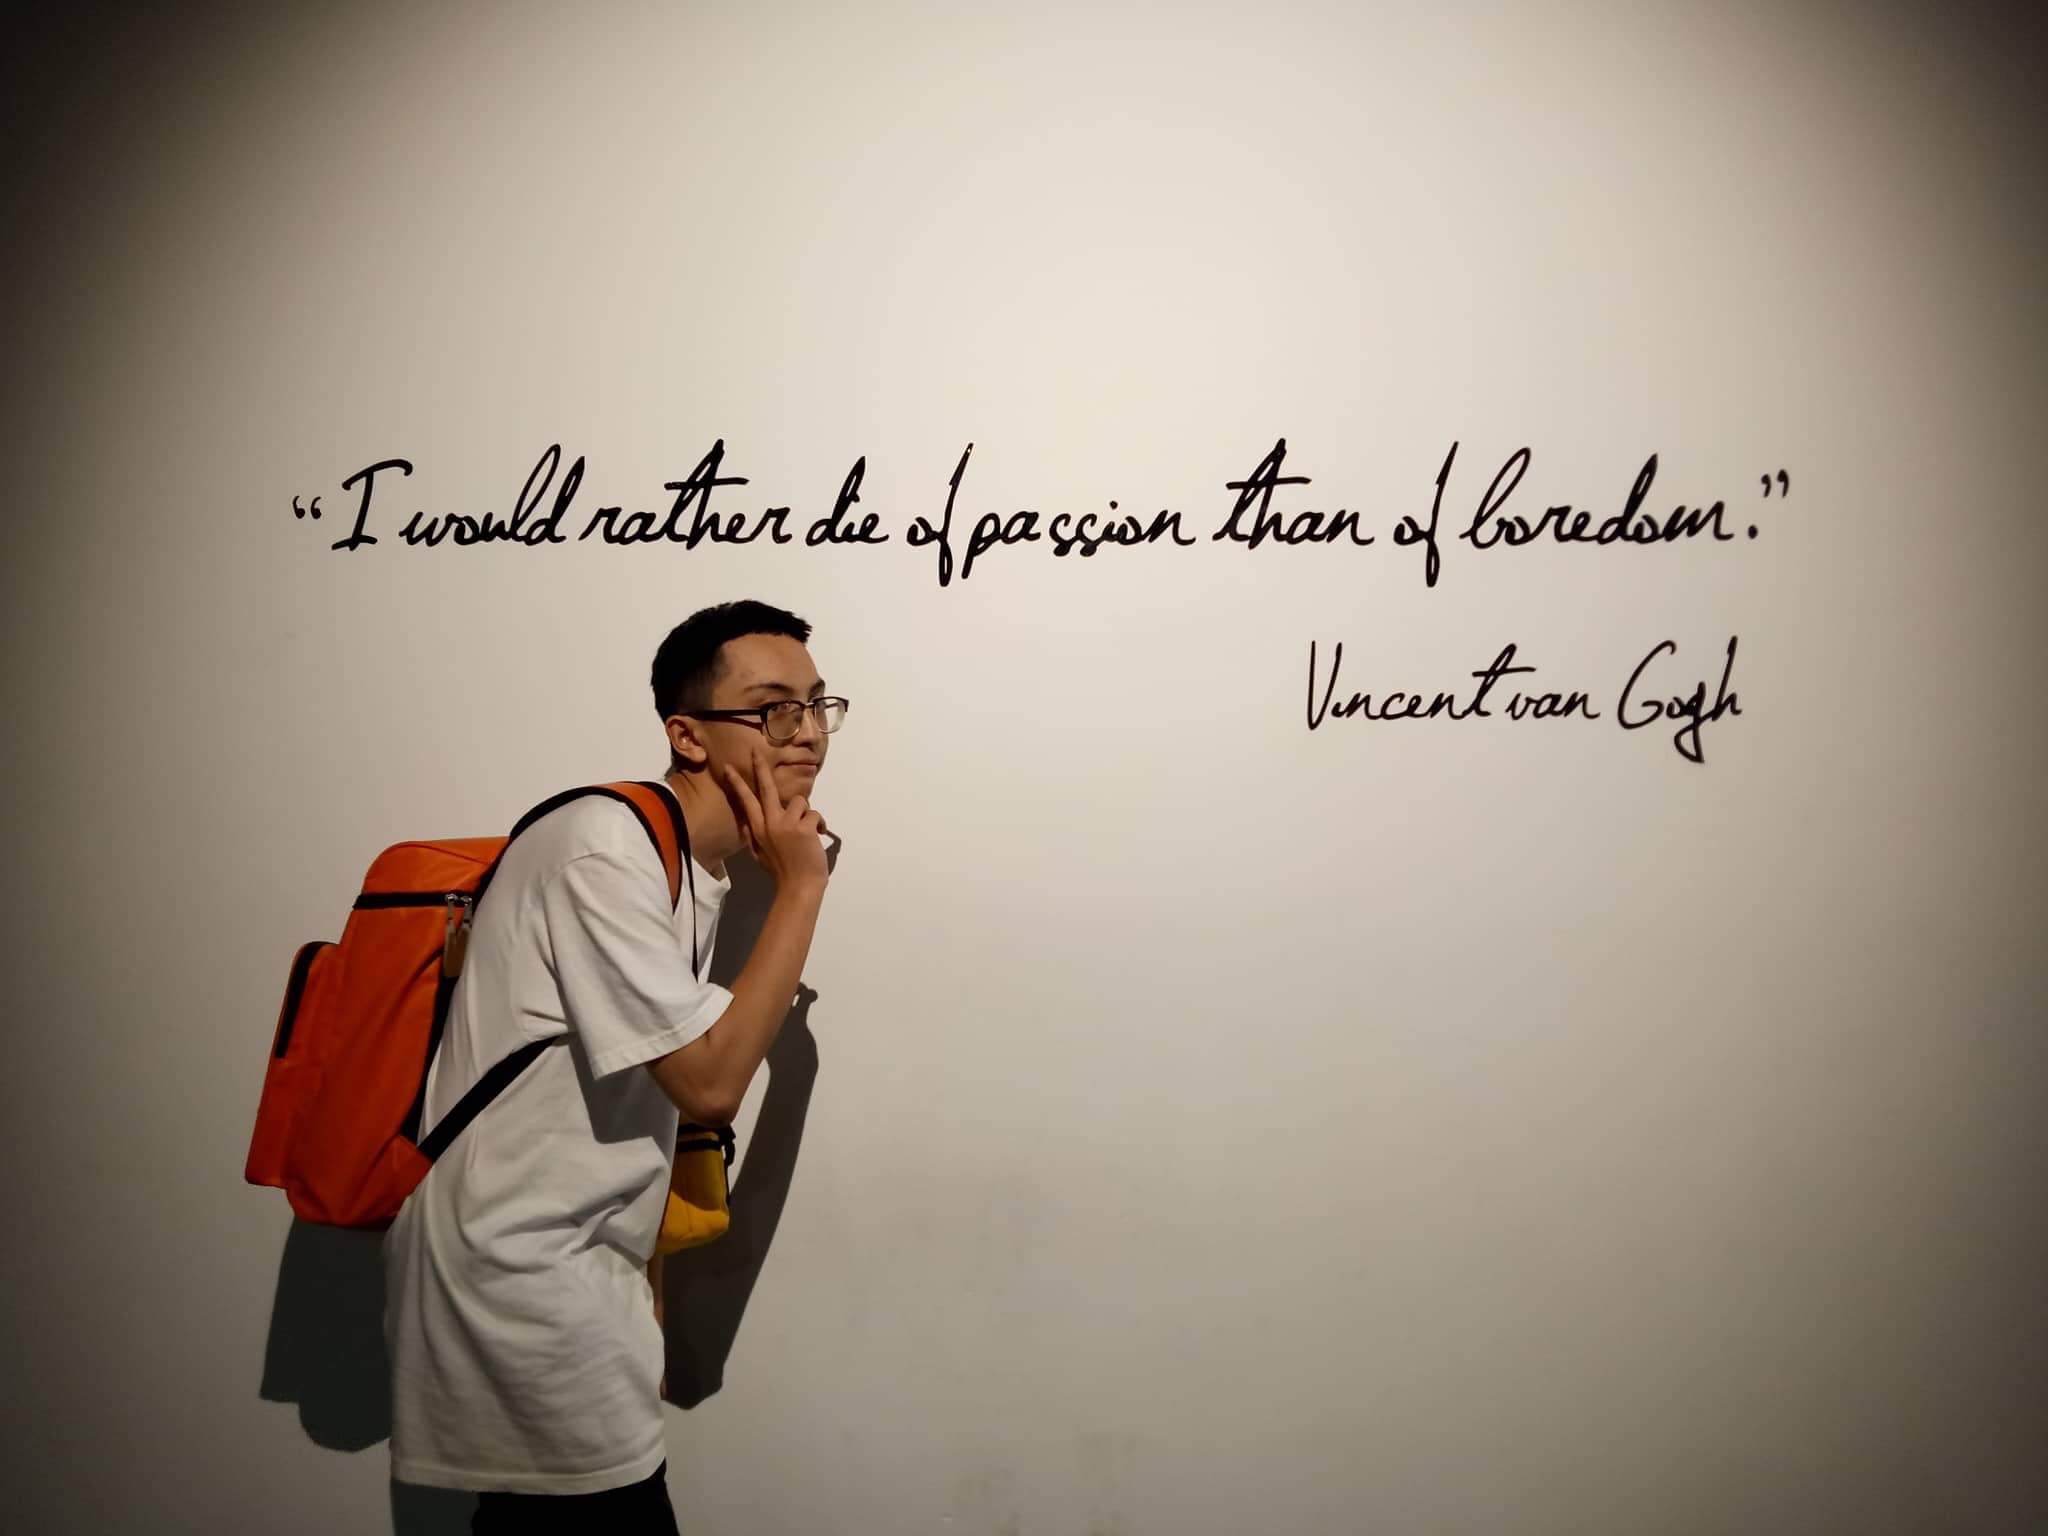 “I would rather die of passion than of boredom.”
Vincent van Gogh